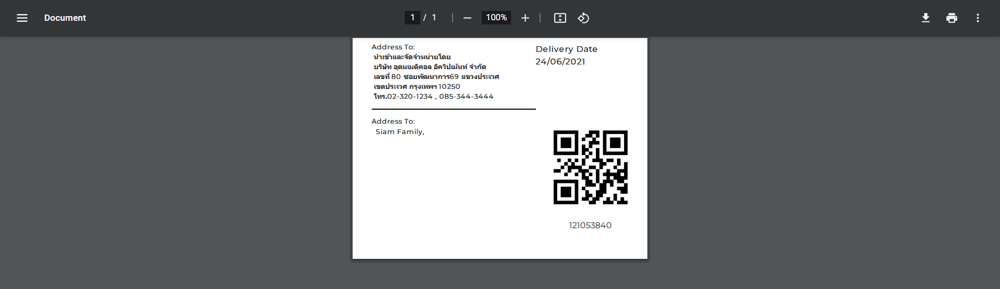 Document
1 / 1
100%
Address To:
นำเข้าและจัดจำหน่ายโดย
บริษัท อุดมเมดิคอล อิควิปเม้นท์ จำกัด
เลขที่ 80 ซอยพัฒนาการ69 แขวงประเวศ
เขตประเวศ กรุงเทพฯ 10250
โทร.02-320-1234 , 085-344-3444
Delivery Date
24/06/2021
Address To:
Siam Family,
121053840